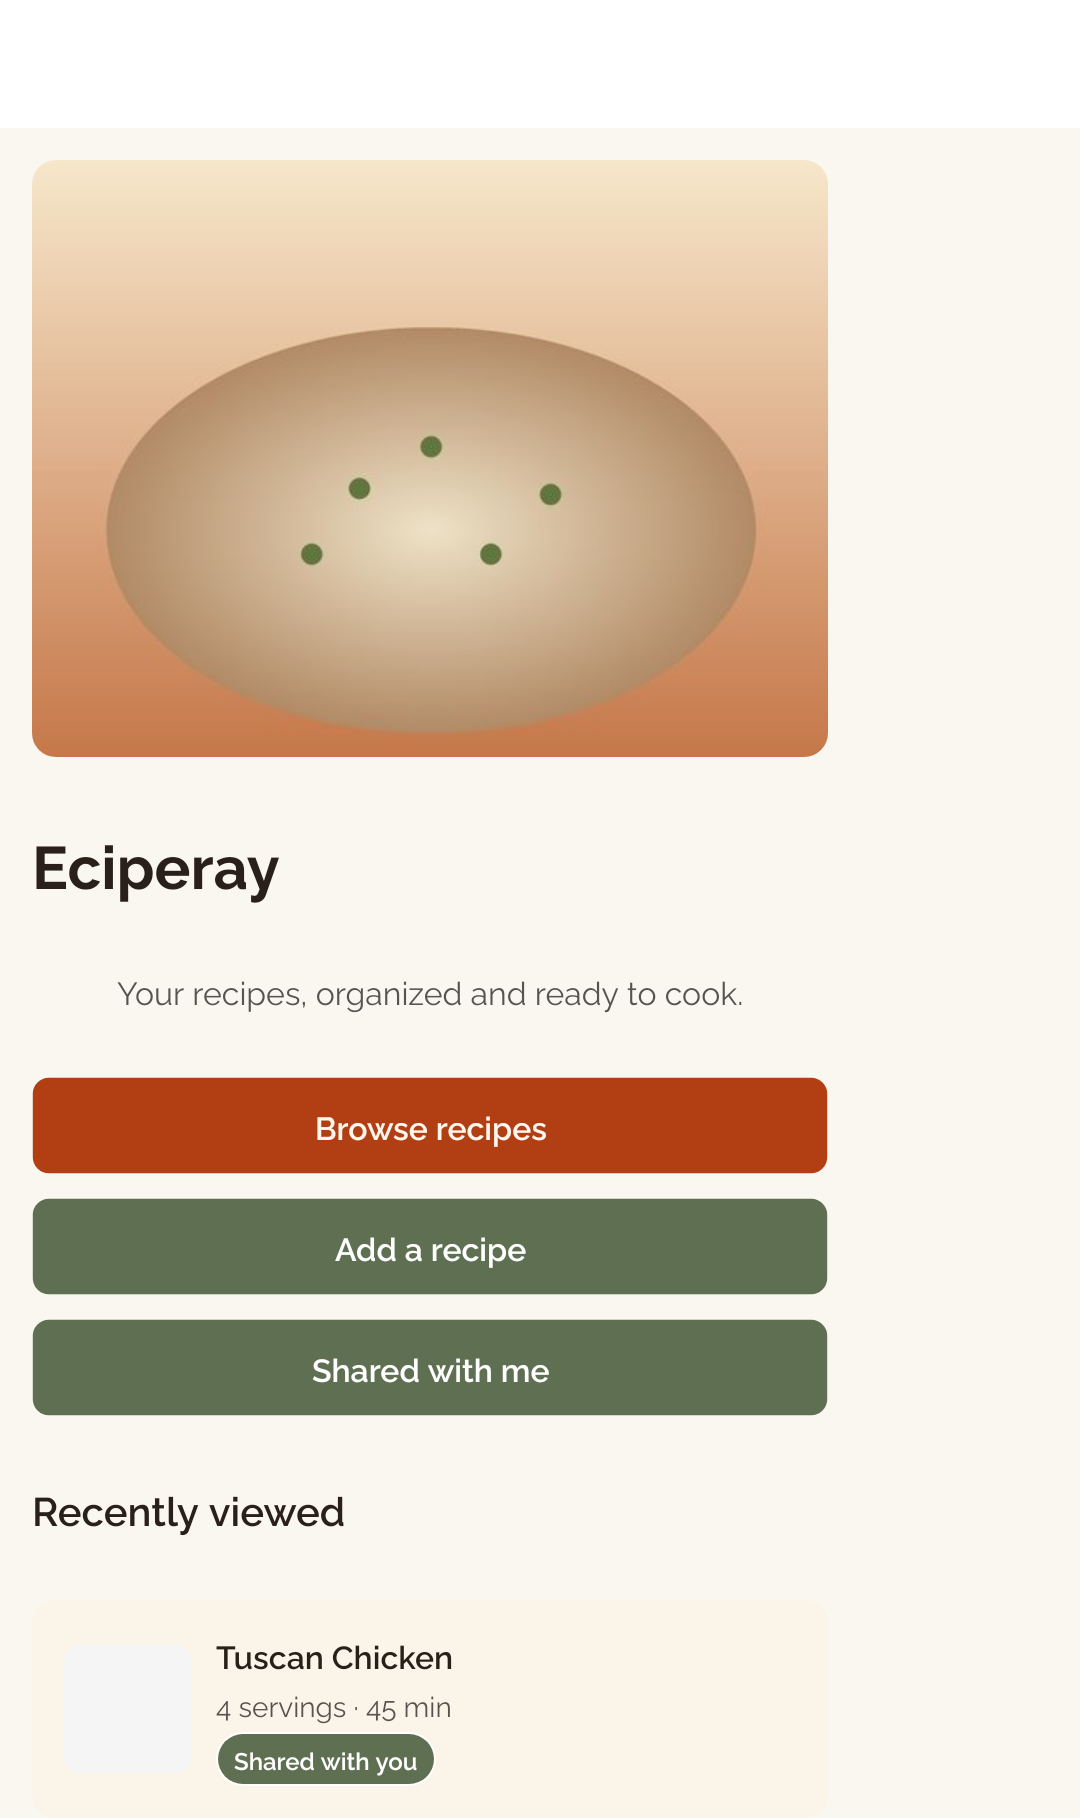 Eciperay
Your recipes, organized and ready to cook.
Browse recipes
Add a recipe
Shared with me
Recently viewed
Tuscan Chicken
4 servings · 45 min
Shared with you